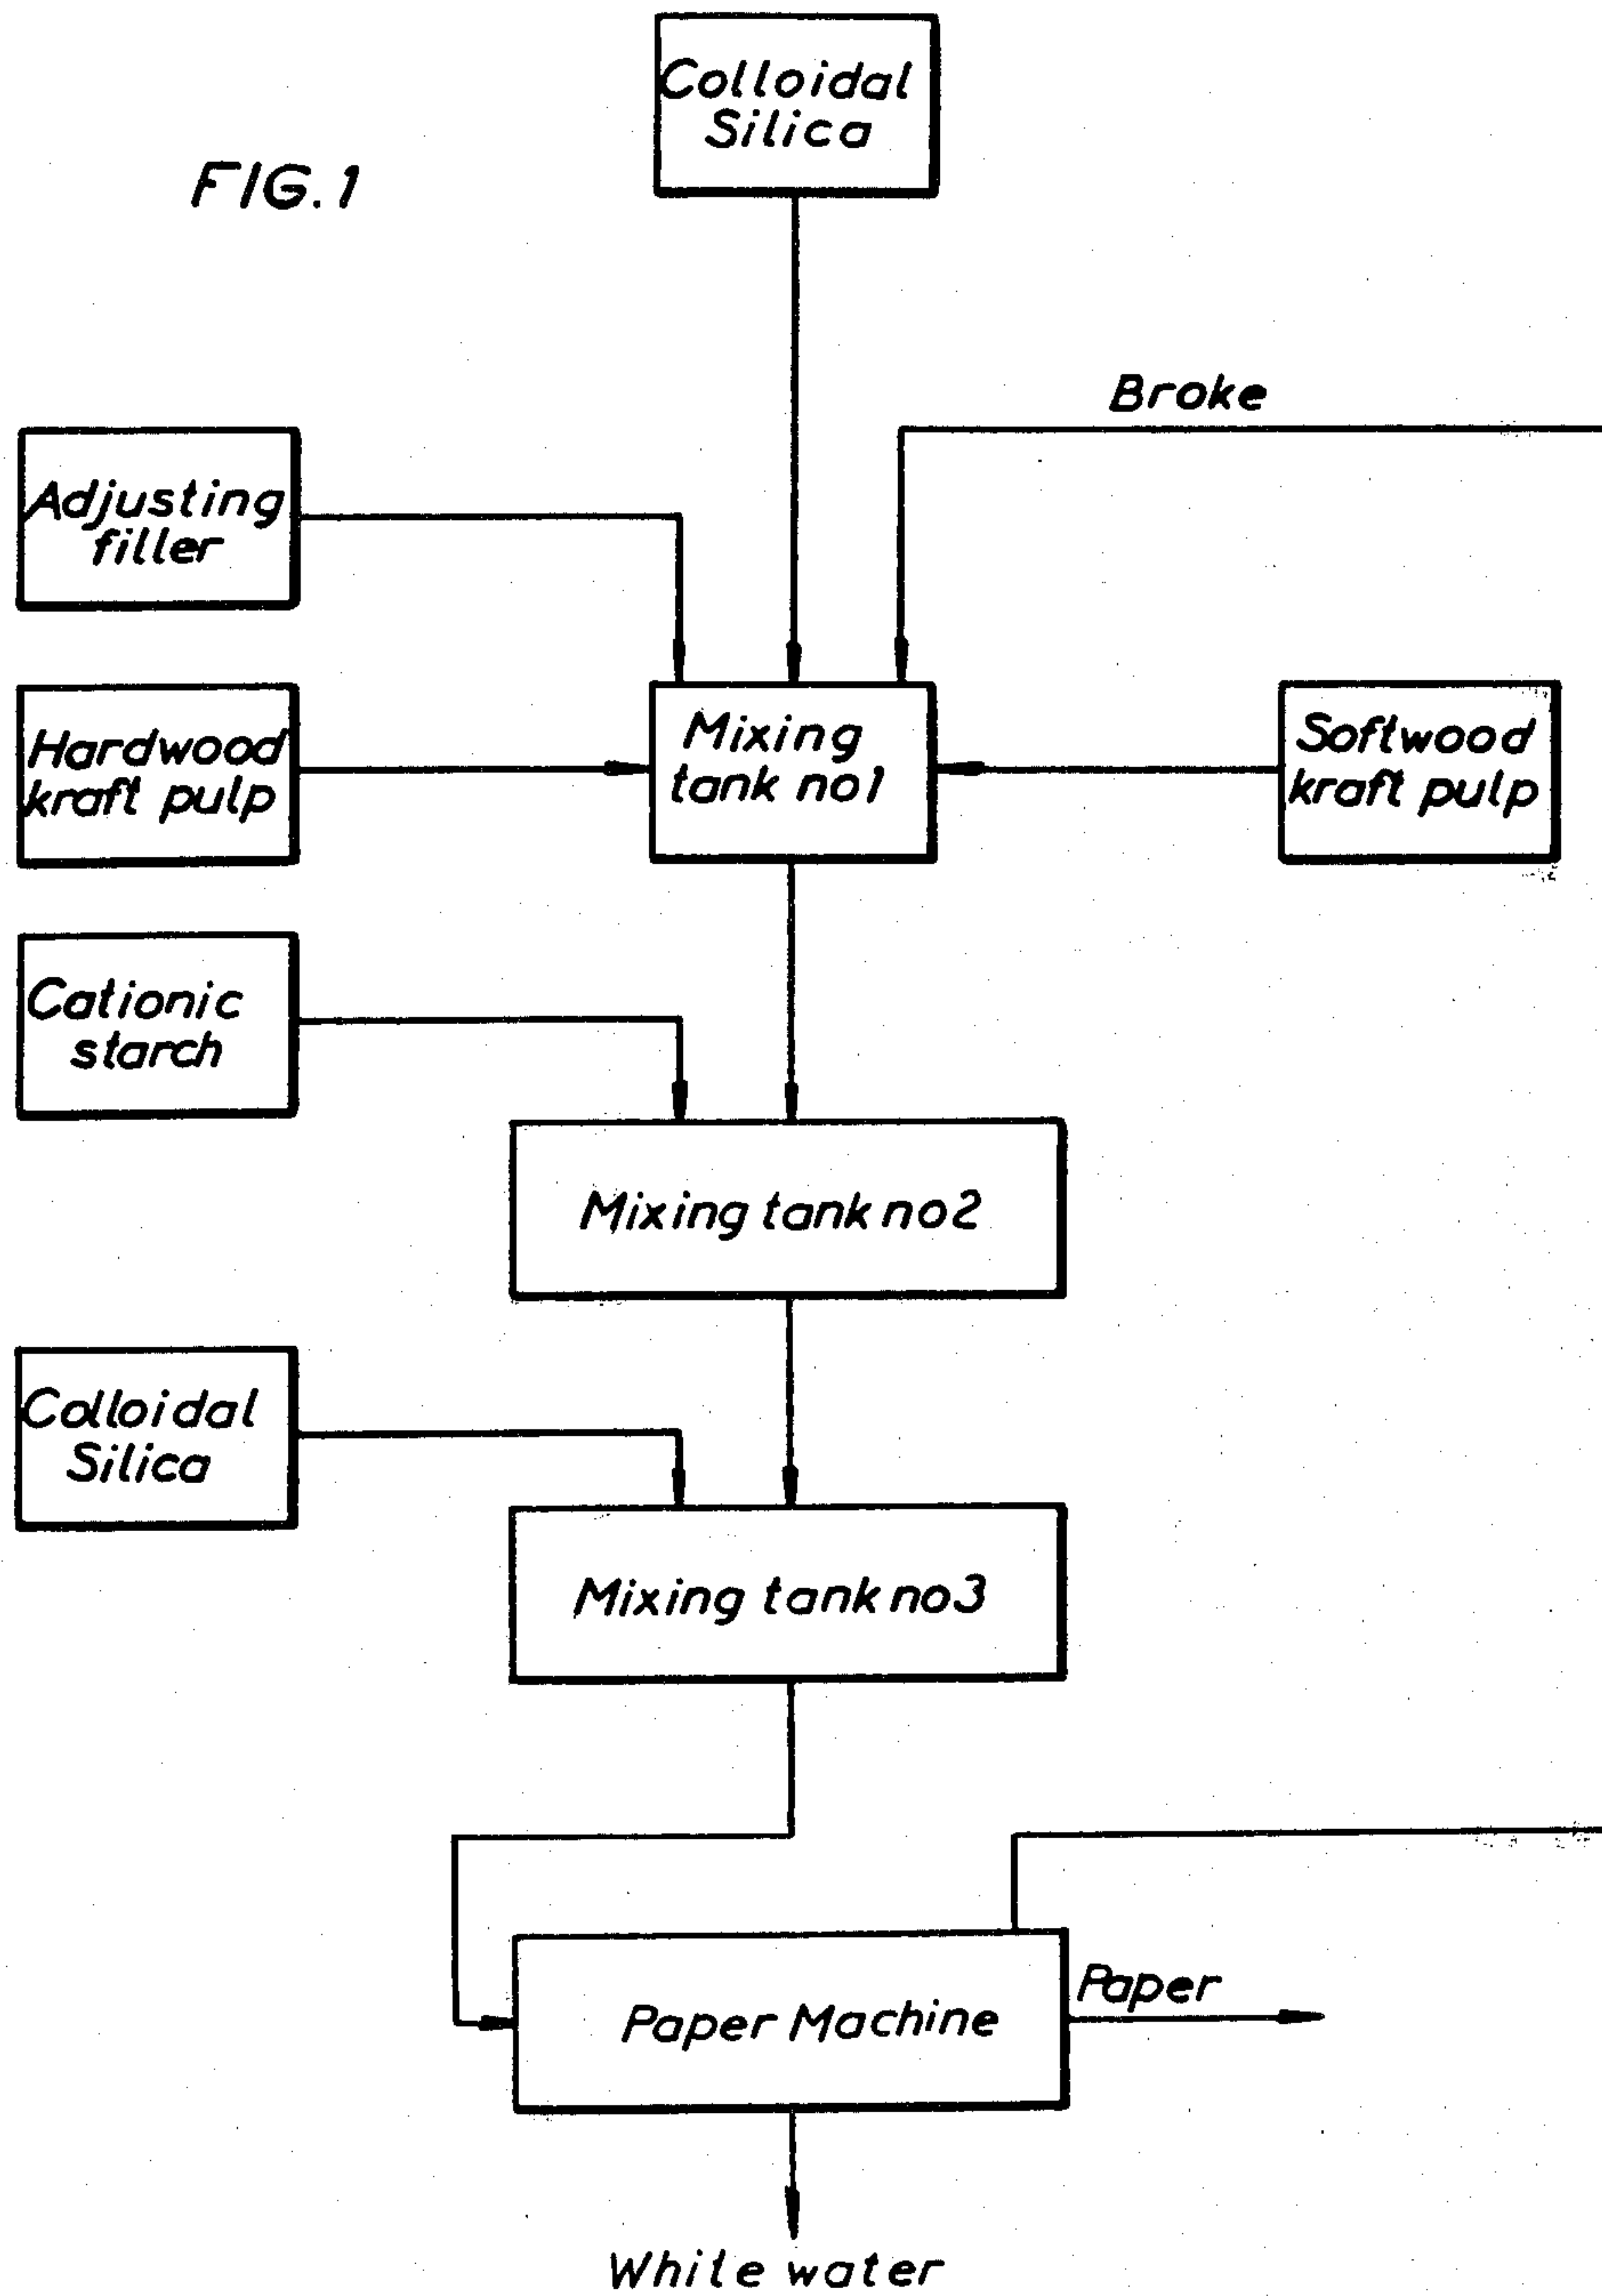 Colloidal
Silica
FIG.1
Broke
Adjusting
filler
Hardwood
kraft pulp
Mixing
tank no1
Softwood
kraft pulp
Cationic
starch
Mixing tank no2
Colloidal
Silica
Mixing tank no3
Paper
Paper Machine
White water